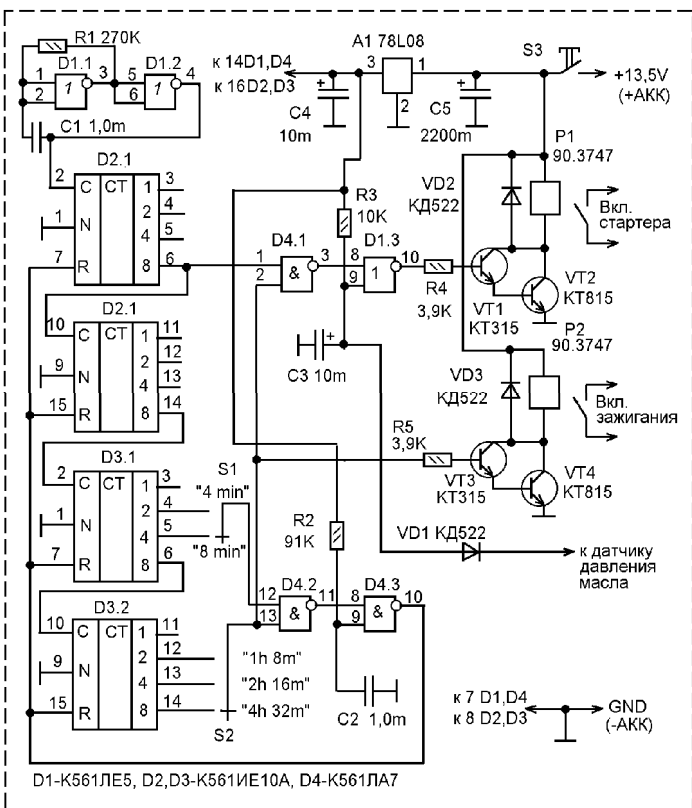 R1 270K
D1.1
D1.2
1
2
1
3
5
6
1
4
C1 1,0m
к 14D1,D4
к 16D2,D3
A1 78L08
3
1
2
C4
10m
C5
2200m
S3
+13,5V
(+АКК)
D2.1
2
C
CT
1
3
2
4
4
5
8
6
1
N
7
R
R3
10K
D4.1
1
2
&
3
D1.3
8
9
1
10
R4
3,9K
P1
90.3747
VD2
КД522
VT1
КТ315
VT2
КТ815
Вкл.
стартера
D2.1
10
C
CT
1
11
2
12
4
13
8
14
9
N
15
R
C3 10m
P2
90.3747
VD3
КД522
R5
3,9K
VT3
КТ315
VT4
КТ815
Вкл.
зажигания
D3.1
2
C
CT
1
3
2
4
4
5
8
6
1
N
7
R
S1
"4 min"
"8 min"
R2
91K
VD1 КД522
к датчику
давления
масла
D4.2
12
13
&
11
D4.3
8
9
&
10
D3.2
10
C
CT
1
11
2
12
4
13
8
14
9
N
15
R
"1h 8m"
"2h 16m"
"4h 32m"
S2
C2 1,0m
к 7 D1,D4
к 8 D2,D3
GND
(-АКК)
D1-К561ЛЕ5, D2,D3-К561ИЕ10А, D4-К561ЛА7